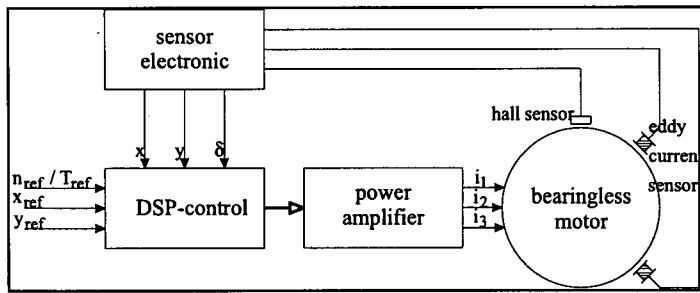 sensor
electronic
hall sensor
eddy
curren
sensor
x
y
δ
n_ref / T_ref
x_ref
y_ref
DSP-control
power
amplifier
i_1
i_2
i_3
bearingless
motor